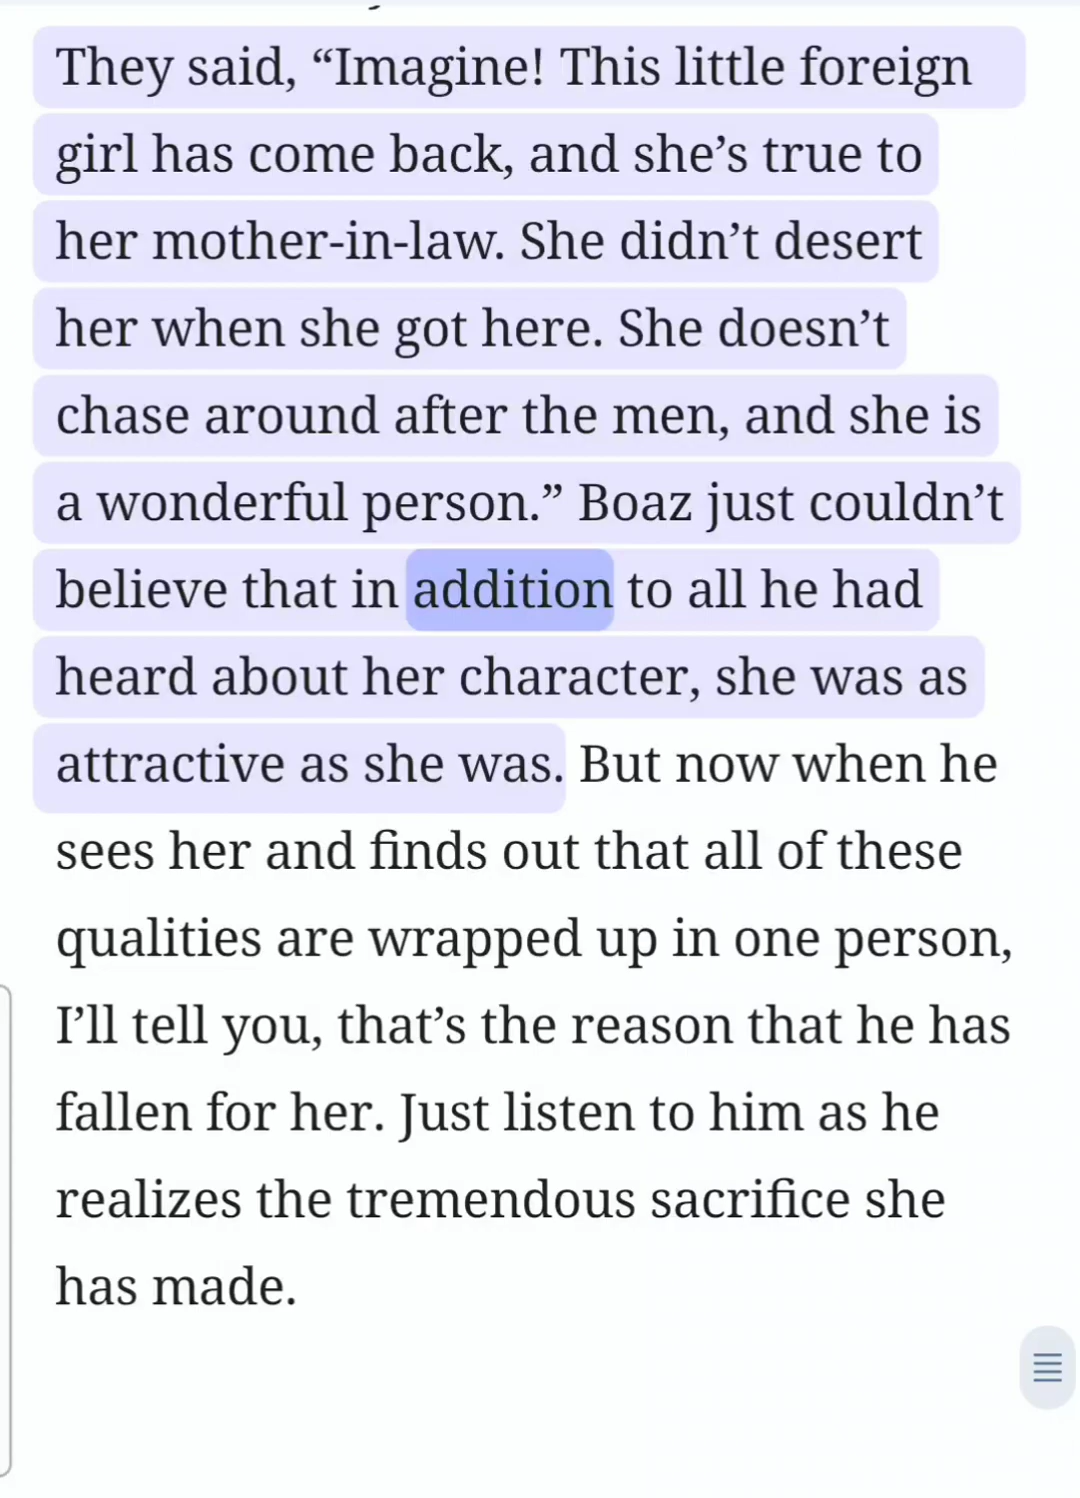 They said, “Imagine! This little foreign
girl has come back, and she’s true to
her mother-in-law. She didn’t desert
her when she got here. She doesn’t
chase around after the men, and she is
a wonderful person.” Boaz just couldn’t
believe that in addition to all he had
heard about her character, she was as
attractive as she was. But now when he
sees her and finds out that all of these
qualities are wrapped up in one person,
I’ll tell you, that’s the reason that he has
fallen for her. Just listen to him as he
realizes the tremendous sacrifice she
has made.